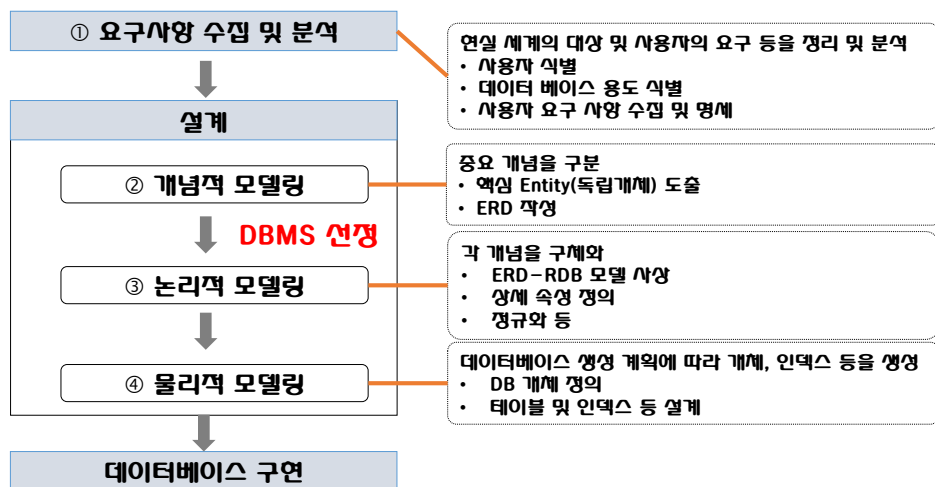 ① 요구사항 수집 및 분석
현실 세계의 대상 및 사용자의 요구 등을 정리 및 분석
• 사용자 식별
• 데이터 베이스 용도 식별
• 사용자 요구 사항 수집 및 명세
설계
② 개념적 모델링
중요 개념을 구분
• 핵심 Entity(독립개체) 도출
• ERD 작성
DBMS 선정
③ 논리적 모델링
각 개념을 구체화
• ERD-RDB 모델 사상
• 상세 속성 정의
• 정규화 등
④ 물리적 모델링
데이터베이스 생성 계획에 따라 개체, 인덱스 등을 생성
• DB 개체 정의
• 테이블 및 인덱스 등 설계
데이터베이스 구현